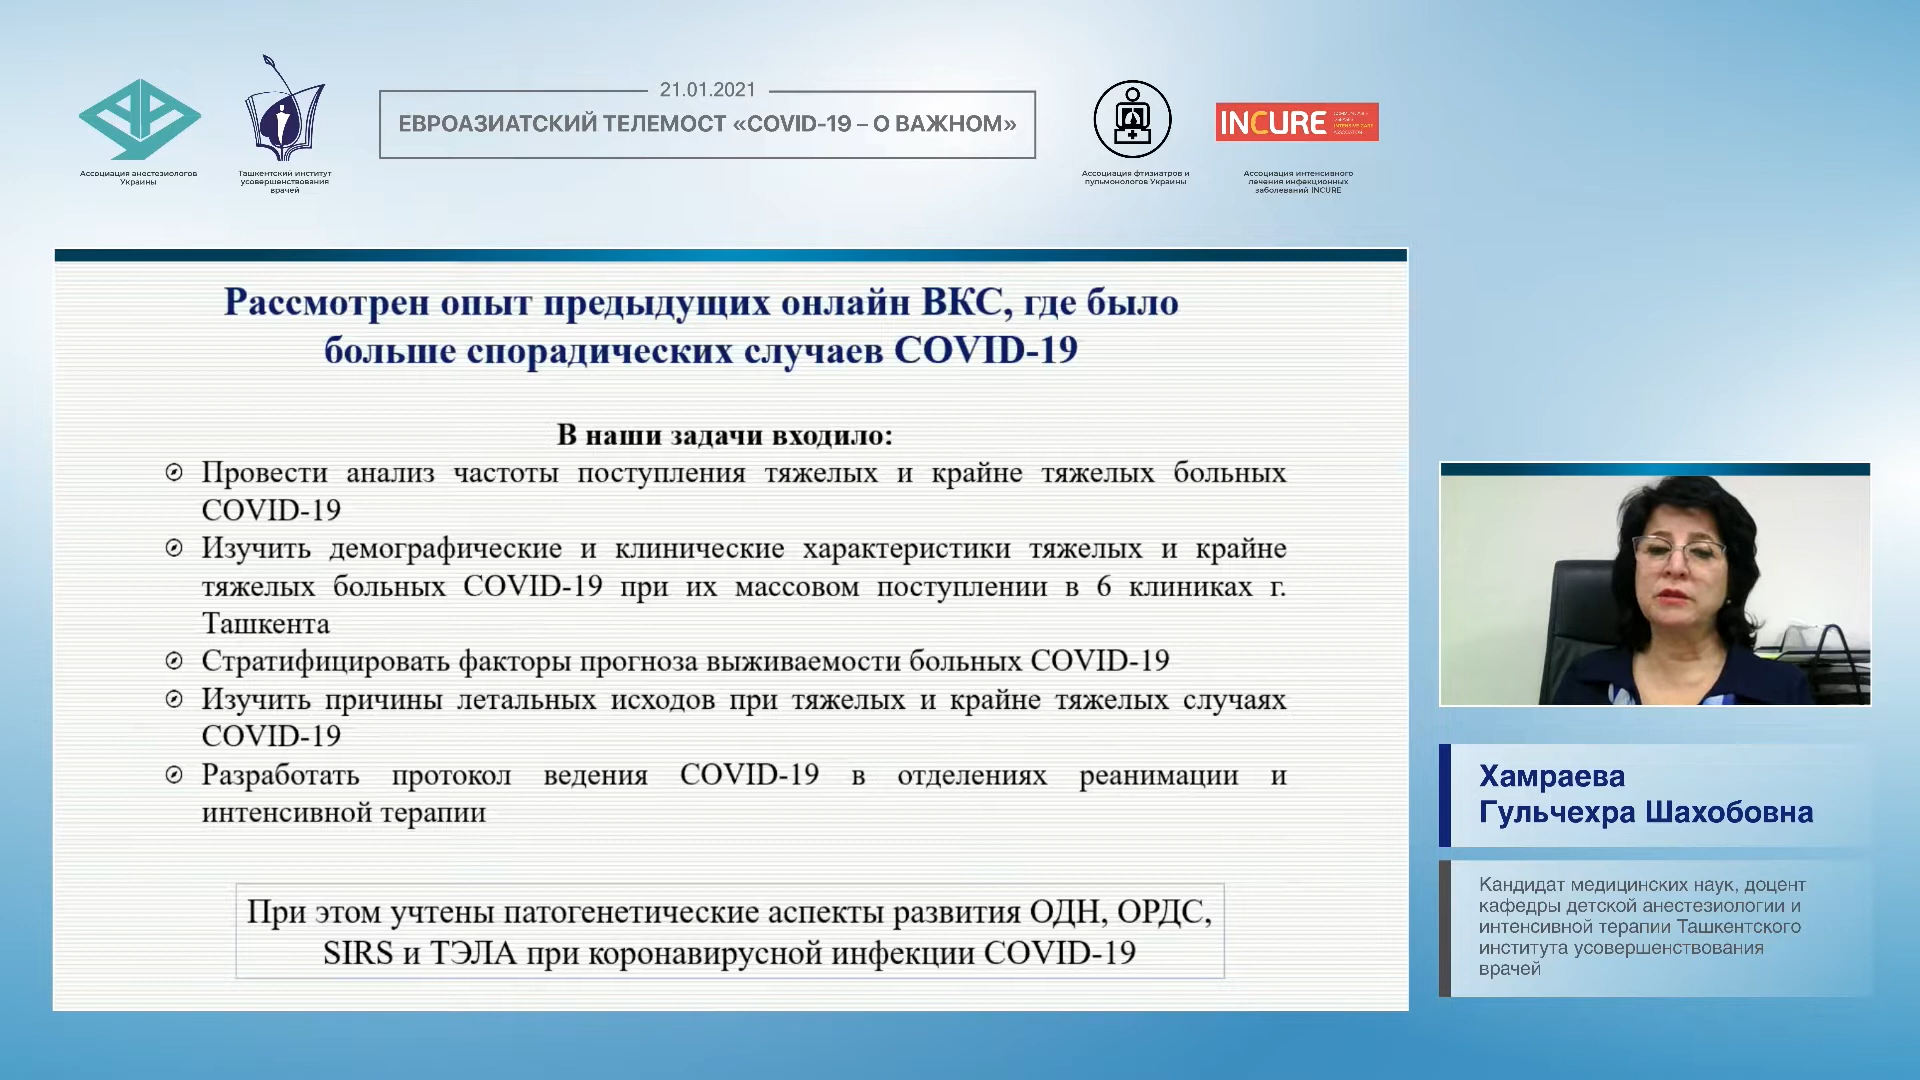 21.01.2021
ЕВРОАЗИАТСКИЙ ТЕЛЕМОСТ «COVID-19 – О ВАЖНОМ»
INCURE
Ассоциация анестезиологов
Украины
Ташкентский институт
усовершенствования
врачей
Ассоциация фтизиатров и
пульмонологов Украины
Ассоциация интенсивного
лечения инфекционных
заболеваний INCURE
Рассмотрен опыт предыдущих онлайн ВКС, где было
больше спорадических случаев COVID-19
В наши задачи входило:
Провести анализ частоты поступления тяжелых и крайне тяжелых больных
COVID-19
Изучить демографические и клинические характеристики тяжелых и крайне
тяжелых больных COVID-19 при их массовом поступлении в 6 клиниках г.
Ташкента
Стратифицировать факторы прогноза выживаемости больных COVID-19
Изучить причины летальных исходов при тяжелых и крайне тяжелых случаях
COVID-19
Разработать протокол ведения COVID-19 в отделениях реанимации и
интенсивной терапии
При этом учтены патогенетические аспекты развития ОДН, ОРДС,
SIRS и ТЭЛА при коронавирусной инфекции COVID-19
Хамраева
Гульчехра Шахобовна
Кандидат медицинских наук, доцент
кафедры детской анестезиологии и
интенсивной терапии Ташкентского
института усовершенствования
врачей